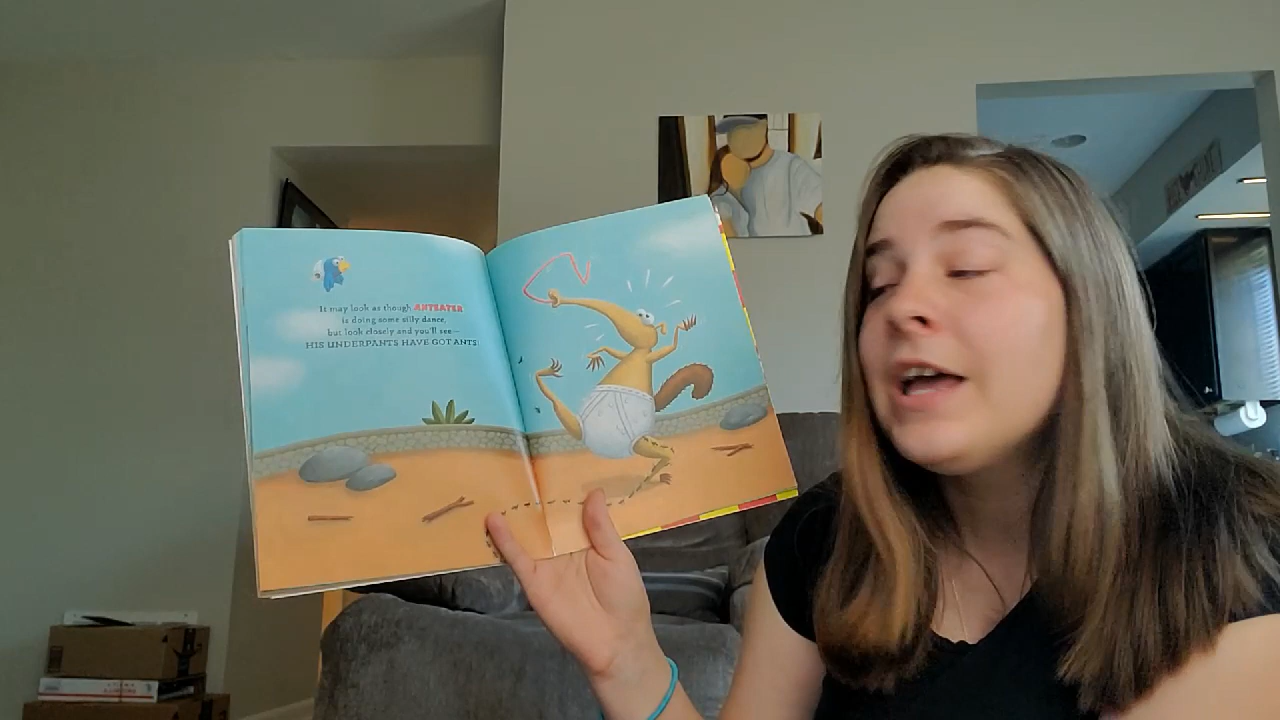 It may look as though ANTEATER
is doing some silly dance,
but look closely and you'll see—
HIS UNDERPANTS HAVE GOT ANTS